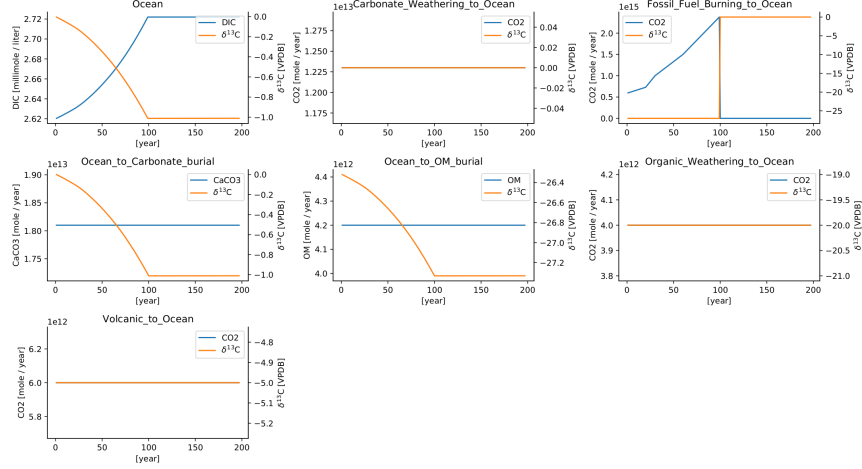 Ocean
2.72
2.70
2.68
2.66
2.64
2.62
DIC [millimole / liter]
0 50 100 150 200
[year]
0.0
−0.2
−0.4
−0.6
−0.8
−1.0
δ¹³C [VPDB]
DIC
δ¹³C
Carbonate_Weathering_to_Ocean
1e13
1.275
1.250
1.225
1.200
1.175
CO2 [mole / year]
0 50 100 150 200
[year]
0.04
0.02
0.00
−0.02
−0.04
δ¹³C [VPDB]
CO2
δ¹³C
Fossil_Fuel_Burning_to_Ocean
1e15
2.0
1.5
1.0
0.5
0.0
CO2 [mole / year]
0 50 100 150 200
[year]
0
−5
−10
−15
−20
−25
δ¹³C [VPDB]
CO2
δ¹³C
Ocean_to_Carbonate_burial
1e13
1.90
1.85
1.80
1.75
CaCO3 [mole / year]
0 50 100 150 200
[year]
0.0
−0.2
−0.4
−0.6
−0.8
−1.0
δ¹³C [VPDB]
CaCO3
δ¹³C
Ocean_to_OM_burial
1e12
4.4
4.3
4.2
4.1
4.0
OM [mole / year]
0 50 100 150 200
[year]
−26.4
−26.6
−26.8
−27.0
−27.2
δ¹³C [VPDB]
OM
δ¹³C
Organic_Weathering_to_Ocean
1e12
4.2
4.1
4.0
3.9
3.8
CO2 [mole / year]
0 50 100 150 200
[year]
−19.0
−19.5
−20.0
−20.5
−21.0
δ¹³C [VPDB]
CO2
δ¹³C
Volcanic_to_Ocean
1e12
6.2
6.0
5.8
CO2 [mole / year]
0 50 100 150 200
[year]
−4.8
−4.9
−5.0
−5.1
−5.2
δ¹³C [VPDB]
CO2
δ¹³C